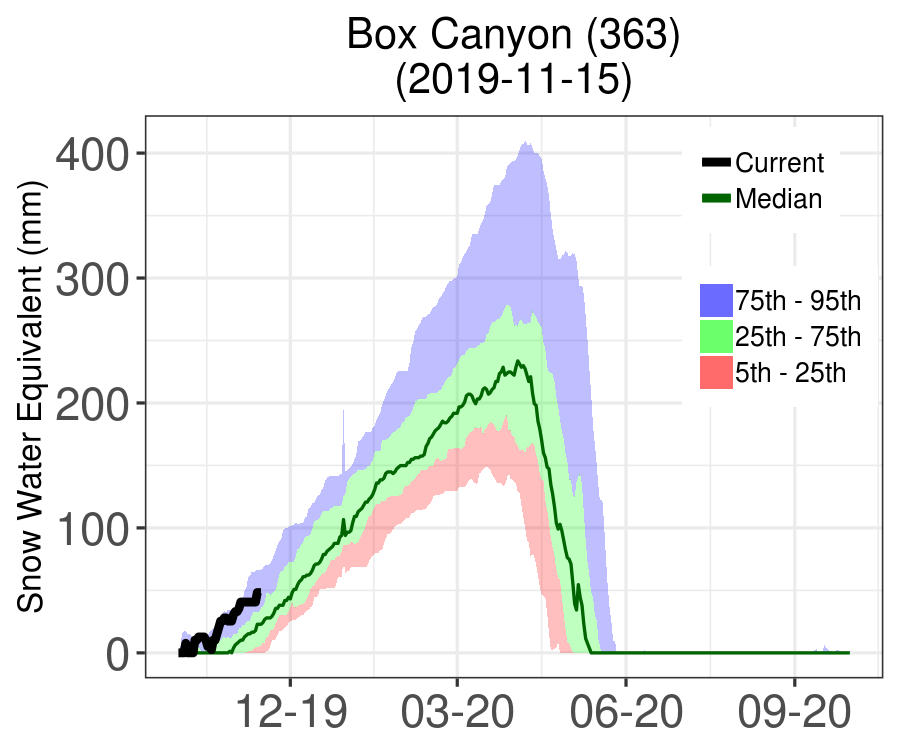 Box Canyon (363)
(2019-11-15)
Snow Water Equivalent (mm)
400
300
200
100
0
12-19
03-20
06-20
09-20
Current
Median
75th - 95th
25th - 75th
5th - 25th